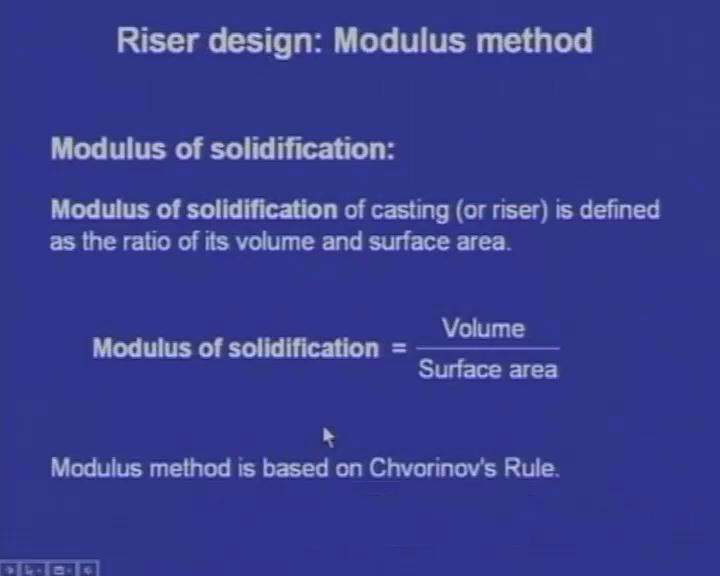 Riser design: Modulus method
Modulus of solidification:
Modulus of solidification of casting (or riser) is defined
as the ratio of its volume and surface area.
Modulus of solidification = Volume
Surface area
Modulus method is based on Chvorinov's Rule.